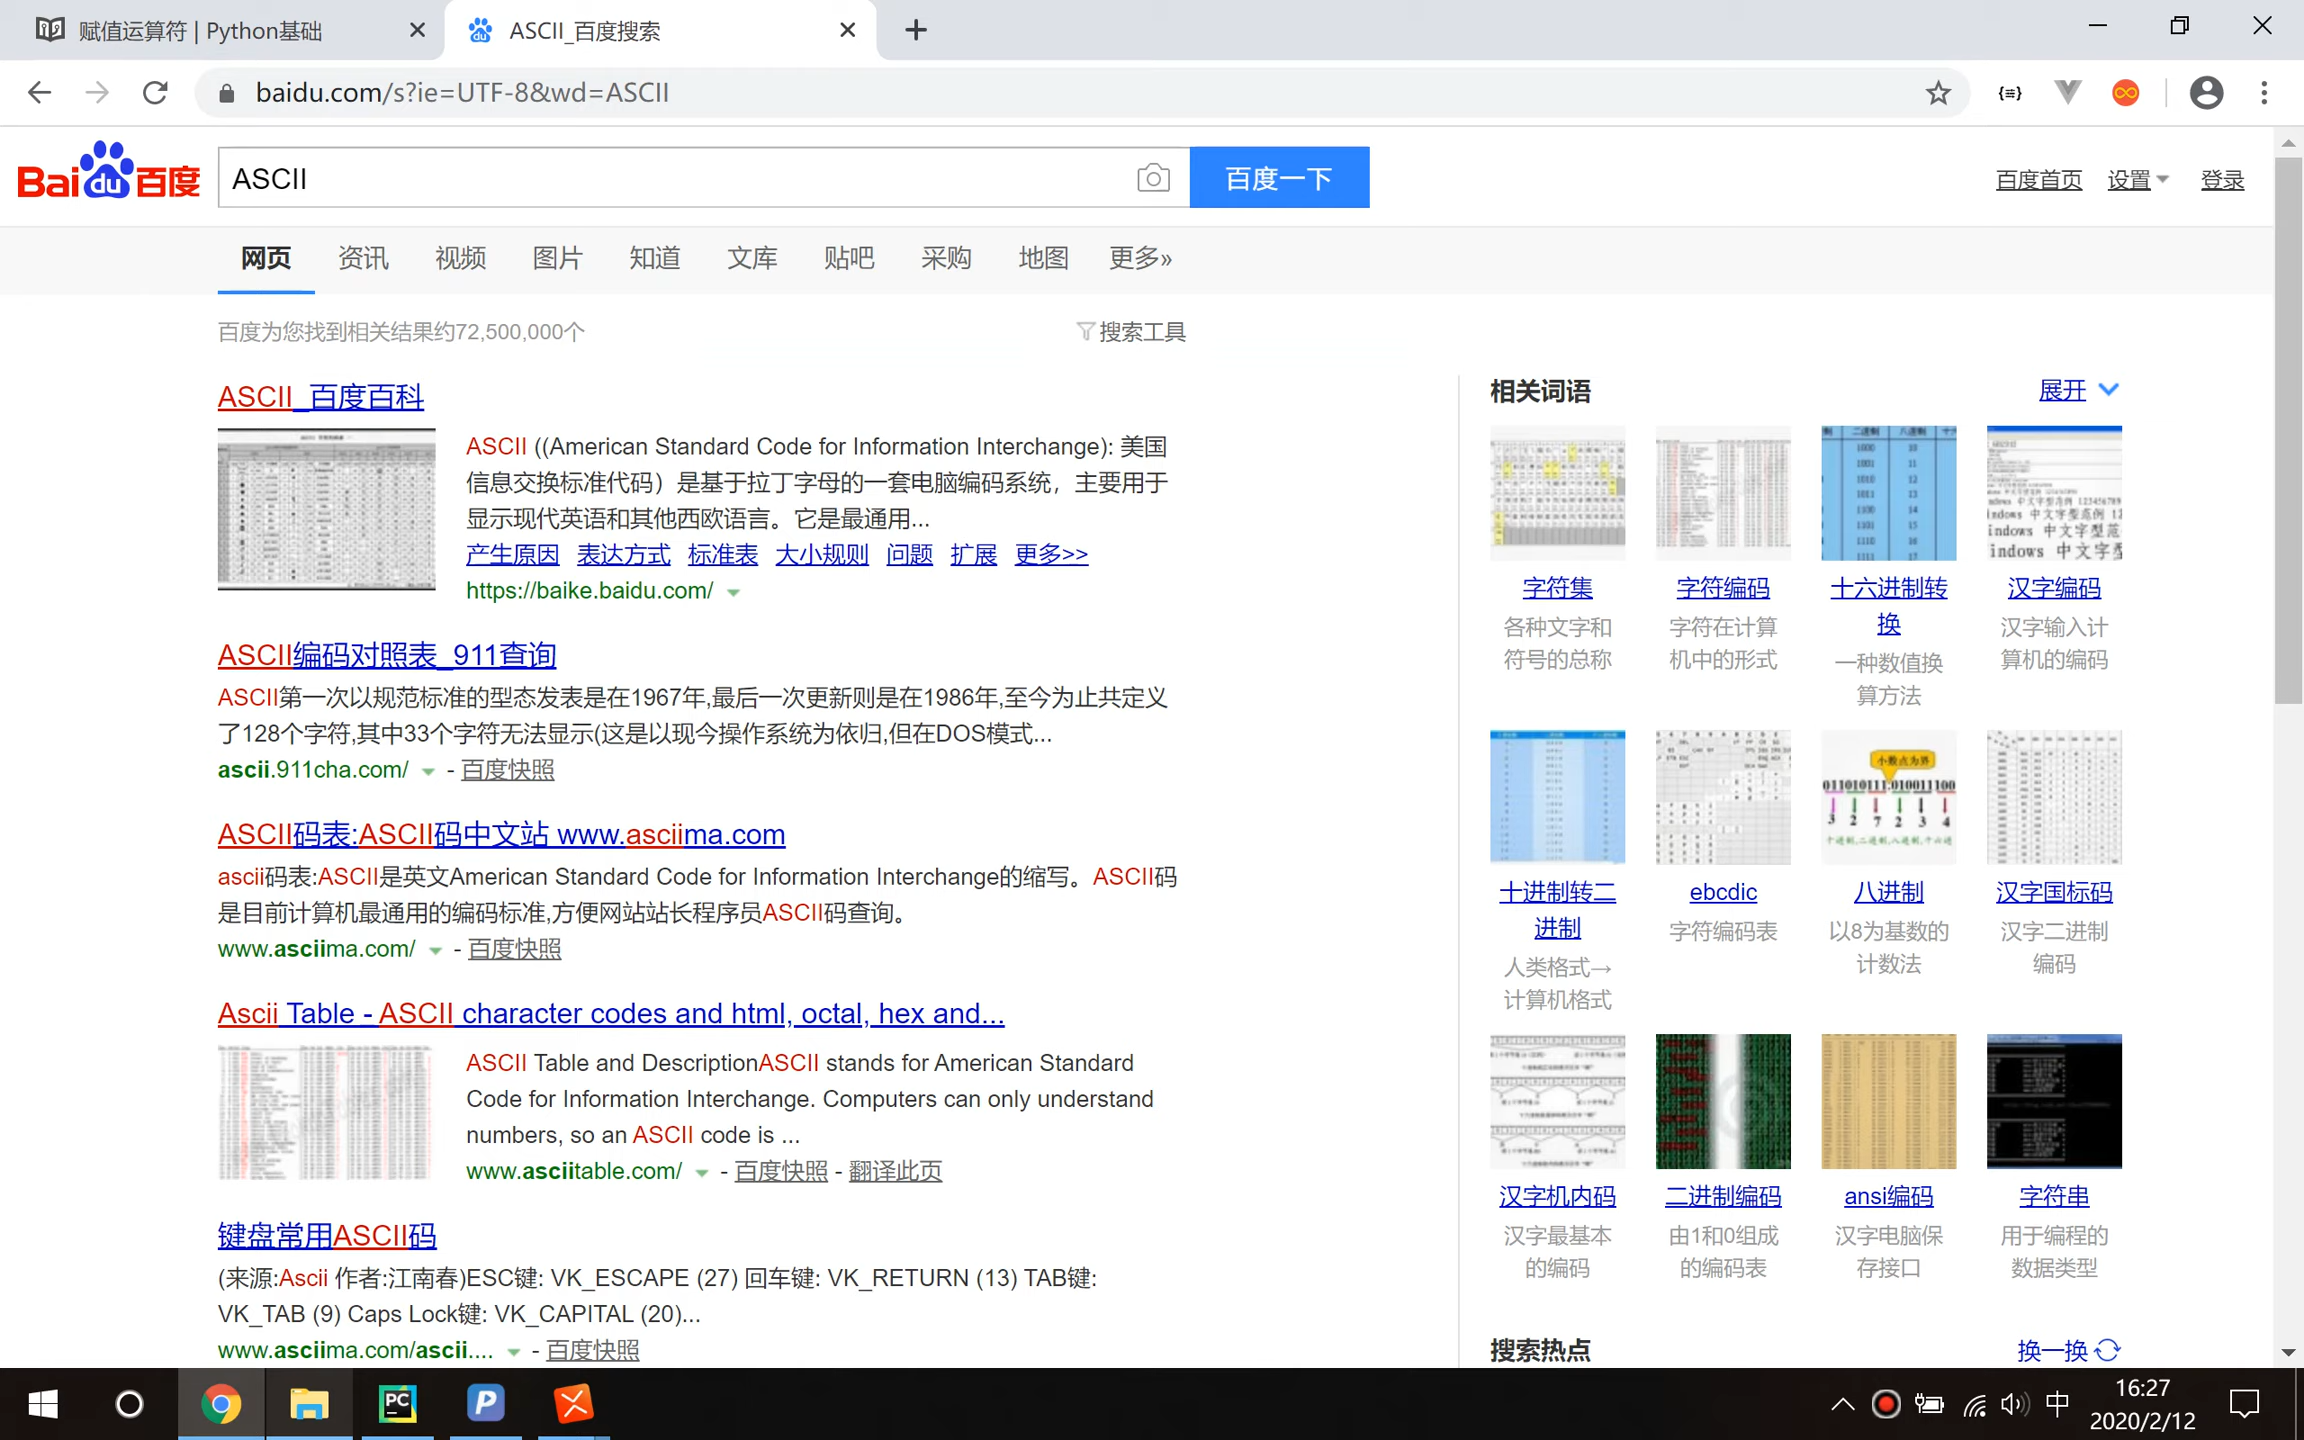 赋值运算符 | Python基础
ASCII_百度搜索
baidu.com/s?ie=UTF-8&wd=ASCII
Bai du 百度
ASCII
百度一下
百度首页 设置 登录
网页 资讯 视频 图片 知道 文库 贴吧 采购 地图 更多»
百度为您找到相关结果约72,500,000个
搜索工具
ASCII_百度百科
ASCII ((American Standard Code for Information Interchange): 美国
信息交换标准代码）是基于拉丁字母的一套电脑编码系统，主要用于
显示现代英语和其他西欧语言。它是最通用...
产生原因 表达方式 标准表 大小规则 问题 扩展 更多>>
https://baike.baidu.com/
ASCII编码对照表_911查询
ASCII第一次以规范标准的型态发表是在1967年,最后一次更新则是在1986年,至今为止共定义
了128个字符,其中33个字符无法显示(这是以现今操作系统为依归,但在DOS模式...
ascii.911cha.com/ - 百度快照
ASCII码表:ASCII码中文站 www.asciima.com
ascii码表:ASCII是英文American Standard Code for Information Interchange的缩写。ASCII码
是目前计算机最通用的编码标准,方便网站站长程序员ASCII码查询。
www.asciima.com/ - 百度快照
Ascii Table - ASCII character codes and html, octal, hex and...
ASCII Table and DescriptionASCII stands for American Standard
Code for Information Interchange. Computers can only understand
numbers, so an ASCII code is ...
www.asciitable.com/ - 百度快照 - 翻译此页
键盘常用ASCII码
(来源:Ascii 作者:江南春)ESC键: VK_ESCAPE (27) 回车键: VK_RETURN (13) TAB键:
VK_TAB (9) Caps Lock键: VK_CAPITAL (20)...
www.asciima.com/ascii.... - 百度快照
相关词语
展开
字符集 字符编码 十六进制转 汉字编码
换
各种文字和 字符在计算 汉字输入计
符号的总称 机中的形式 一种数值换 算机的编码
算方法
小数点为界
011010111.010011100
3 2 7 2 3 4
十进制转二 ebcdic 八进制 汉字国标码
进制 字符编码表 以8为基数的 汉字二进制
计数法 编码
人类格式→
计算机格式
汉字机内码 二进制编码 ansi编码 字符串
汉字最基本 由1和0组成 汉字电脑保 用于编程的
的编码 的编码表 存接口 数据类型
搜索热点
换一换
PC
P
中
16:27
2020/2/12